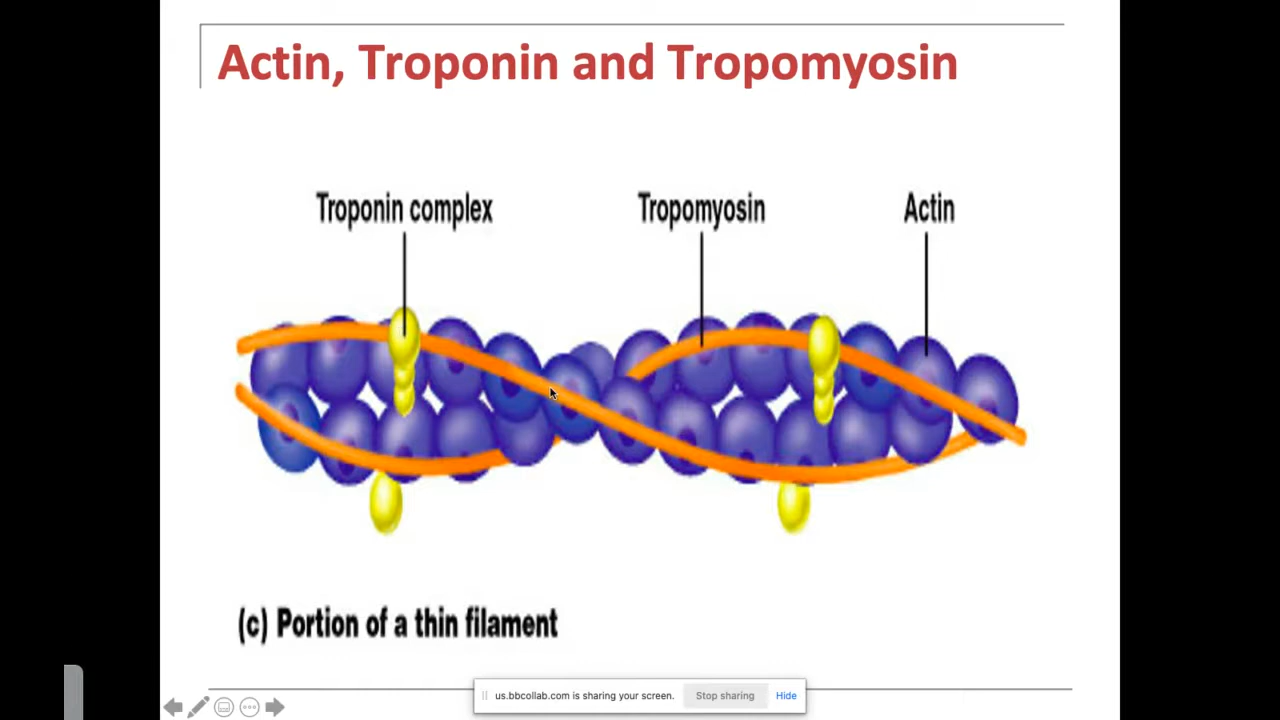 Actin, Troponin and Tropomyosin
Troponin complex
Tropomyosin
Actin
(c) Portion of a thin filament
us.bbcollab.com is sharing your screen.
Stop sharing
Hide